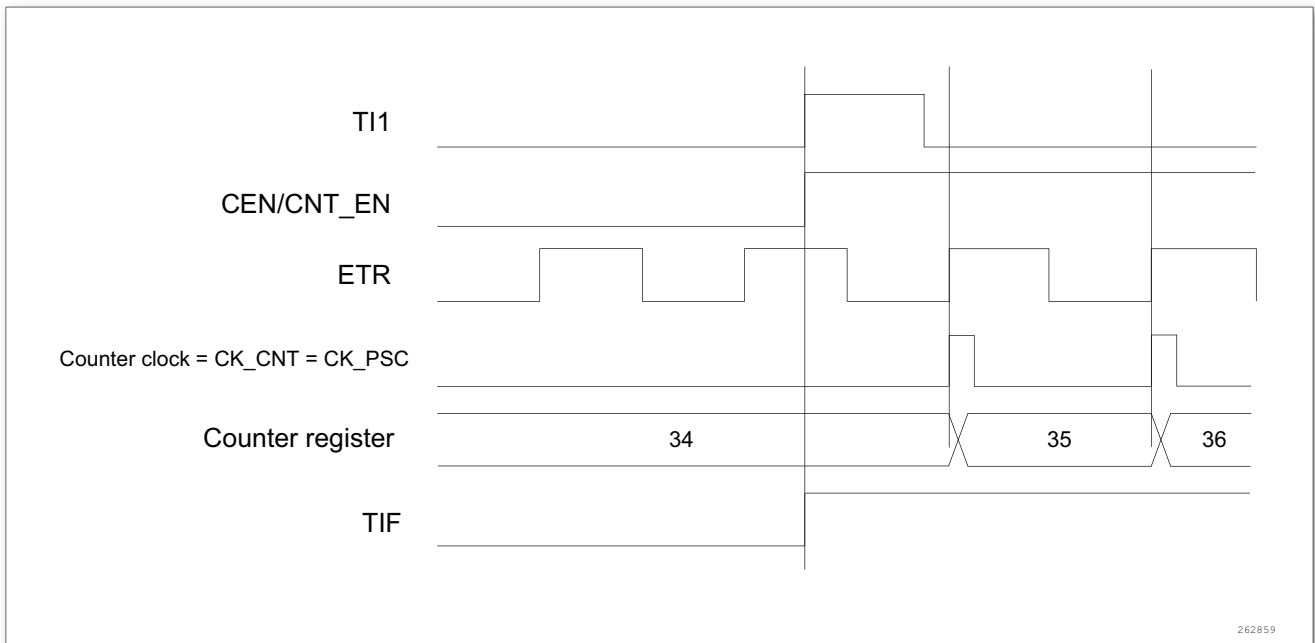 TI1
CEN/CNT_EN
ETR
Counter clock = CK_CNT = CK_PSC
Counter register 34 35 36
TIF
262859